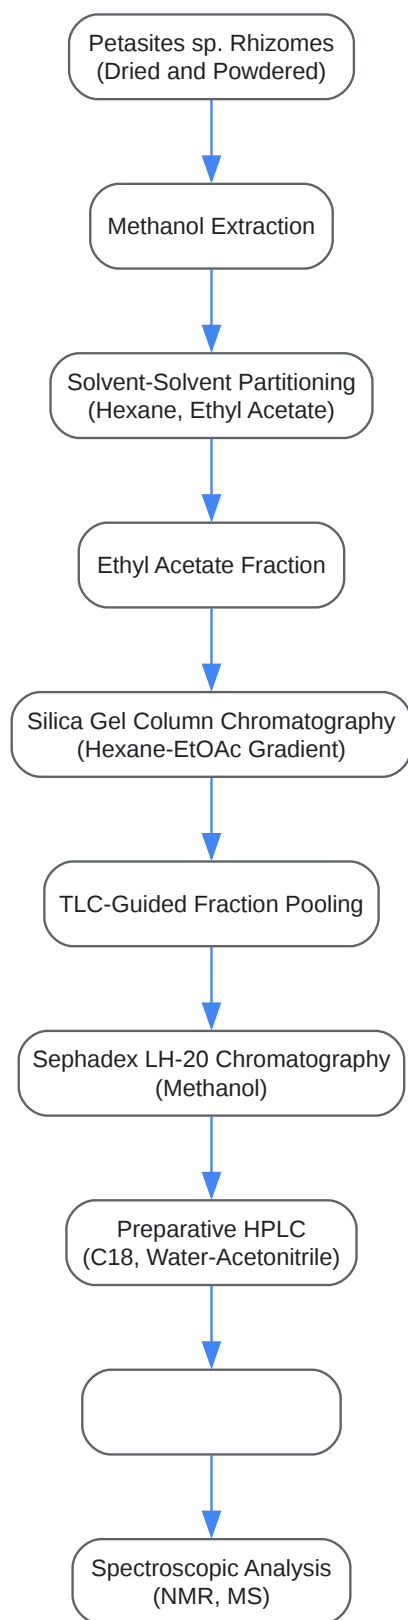 Petasites sp. Rhizomes
(Dried and Powdered)
Methanol Extraction
Solvent-Solvent Partitioning
(Hexane, Ethyl Acetate)
Ethyl Acetate Fraction
Silica Gel Column Chromatography
(Hexane-EtOAc Gradient)
TLC-Guided Fraction Pooling
Sephadex LH-20 Chromatography
(Methanol)
Preparative HPLC
(C18, Water-Acetonitrile)
Spectroscopic Analysis
(NMR, MS)